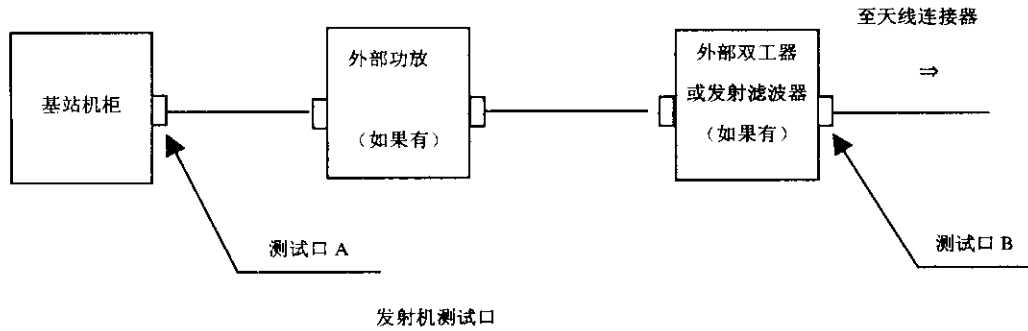 至天线连接器
⇒
基站机柜
外部功放
（如果有）
外部双工器
或发射滤波器
（如果有）
测试口 A
测试口 B
发射机测试口